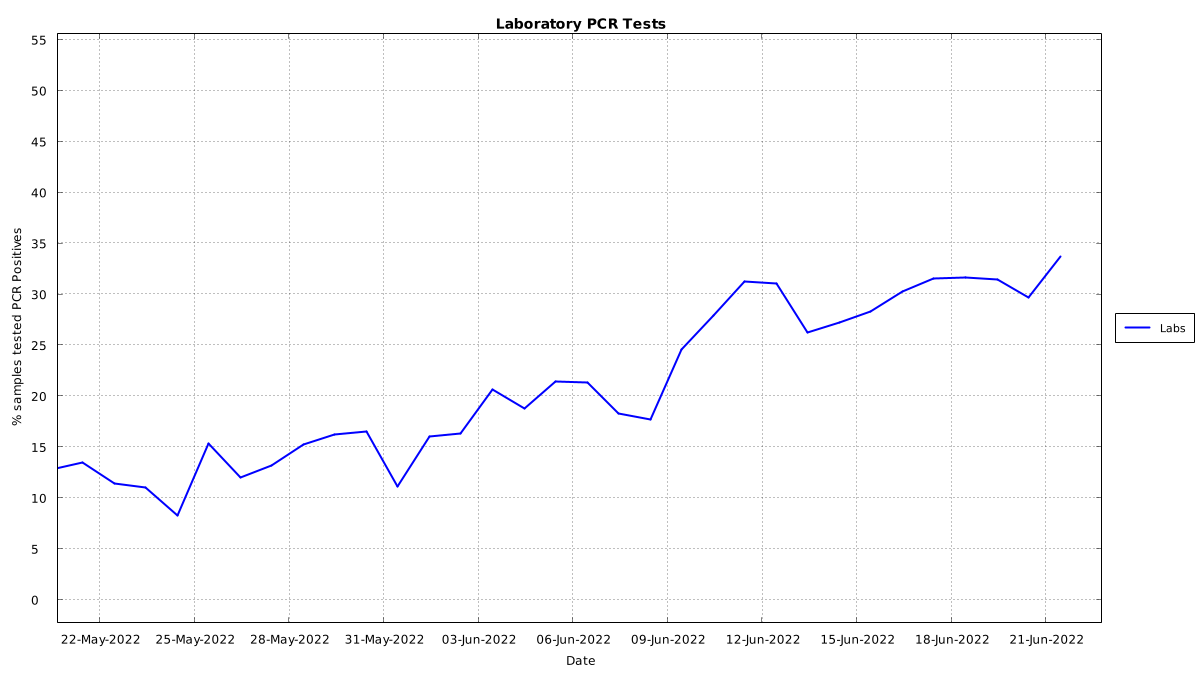 Laboratory PCR Tests
% samples tested PCR Positives
55
50
45
40
35
30
25
20
15
10
5
0
22-May-2022 25-May-2022 28-May-2022 31-May-2022 03-Jun-2022 06-Jun-2022 09-Jun-2022 12-Jun-2022 15-Jun-2022 18-Jun-2022 21-Jun-2022
Date
Labs